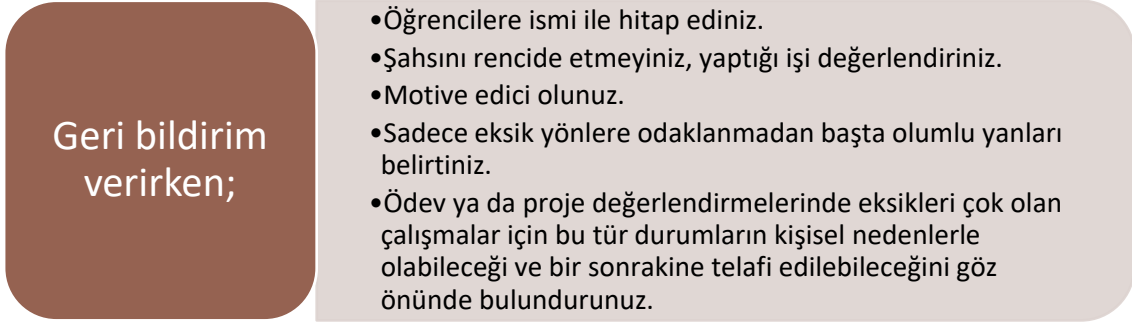 Geri bildirim
verirken;
•Öğrencilere ismi ile hitap ediniz.
•Şahsını rencide etmeyiniz, yaptığı işi değerlendiriniz.
•Motive edici olunuz.
•Sadece eksik yönlere odaklanmadan başta olumlu yanları
belirtiniz.
•Ödev ya da proje değerlendirmelerinde eksikleri çok olan
çalışmalar için bu tür durumların kişisel nedenlerle
olabileceği ve bir sonrakine telafi edilebileceğini göz
önünde bulundurunuz.